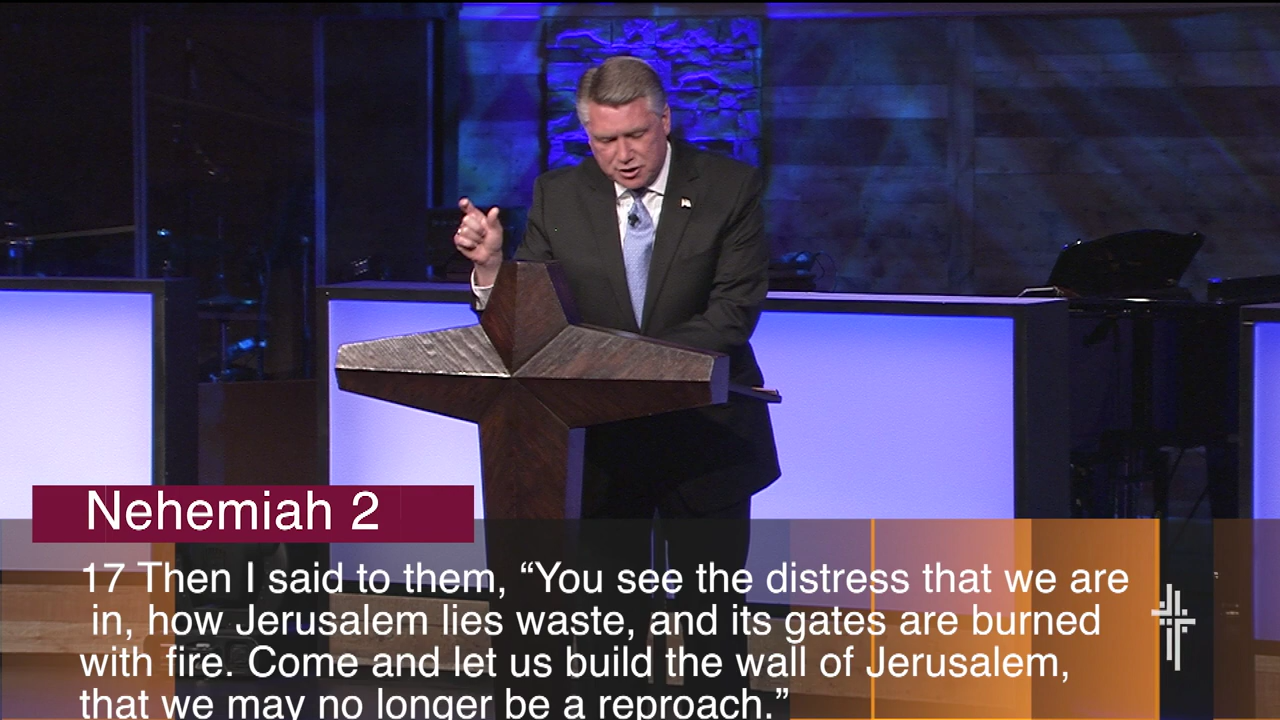 Nehemiah 2
17 Then I said to them, “You see the distress that we are
in, how Jerusalem lies waste, and its gates are burned
with fire. Come and let us build the wall of Jerusalem,
that we may no longer be a reproach.”